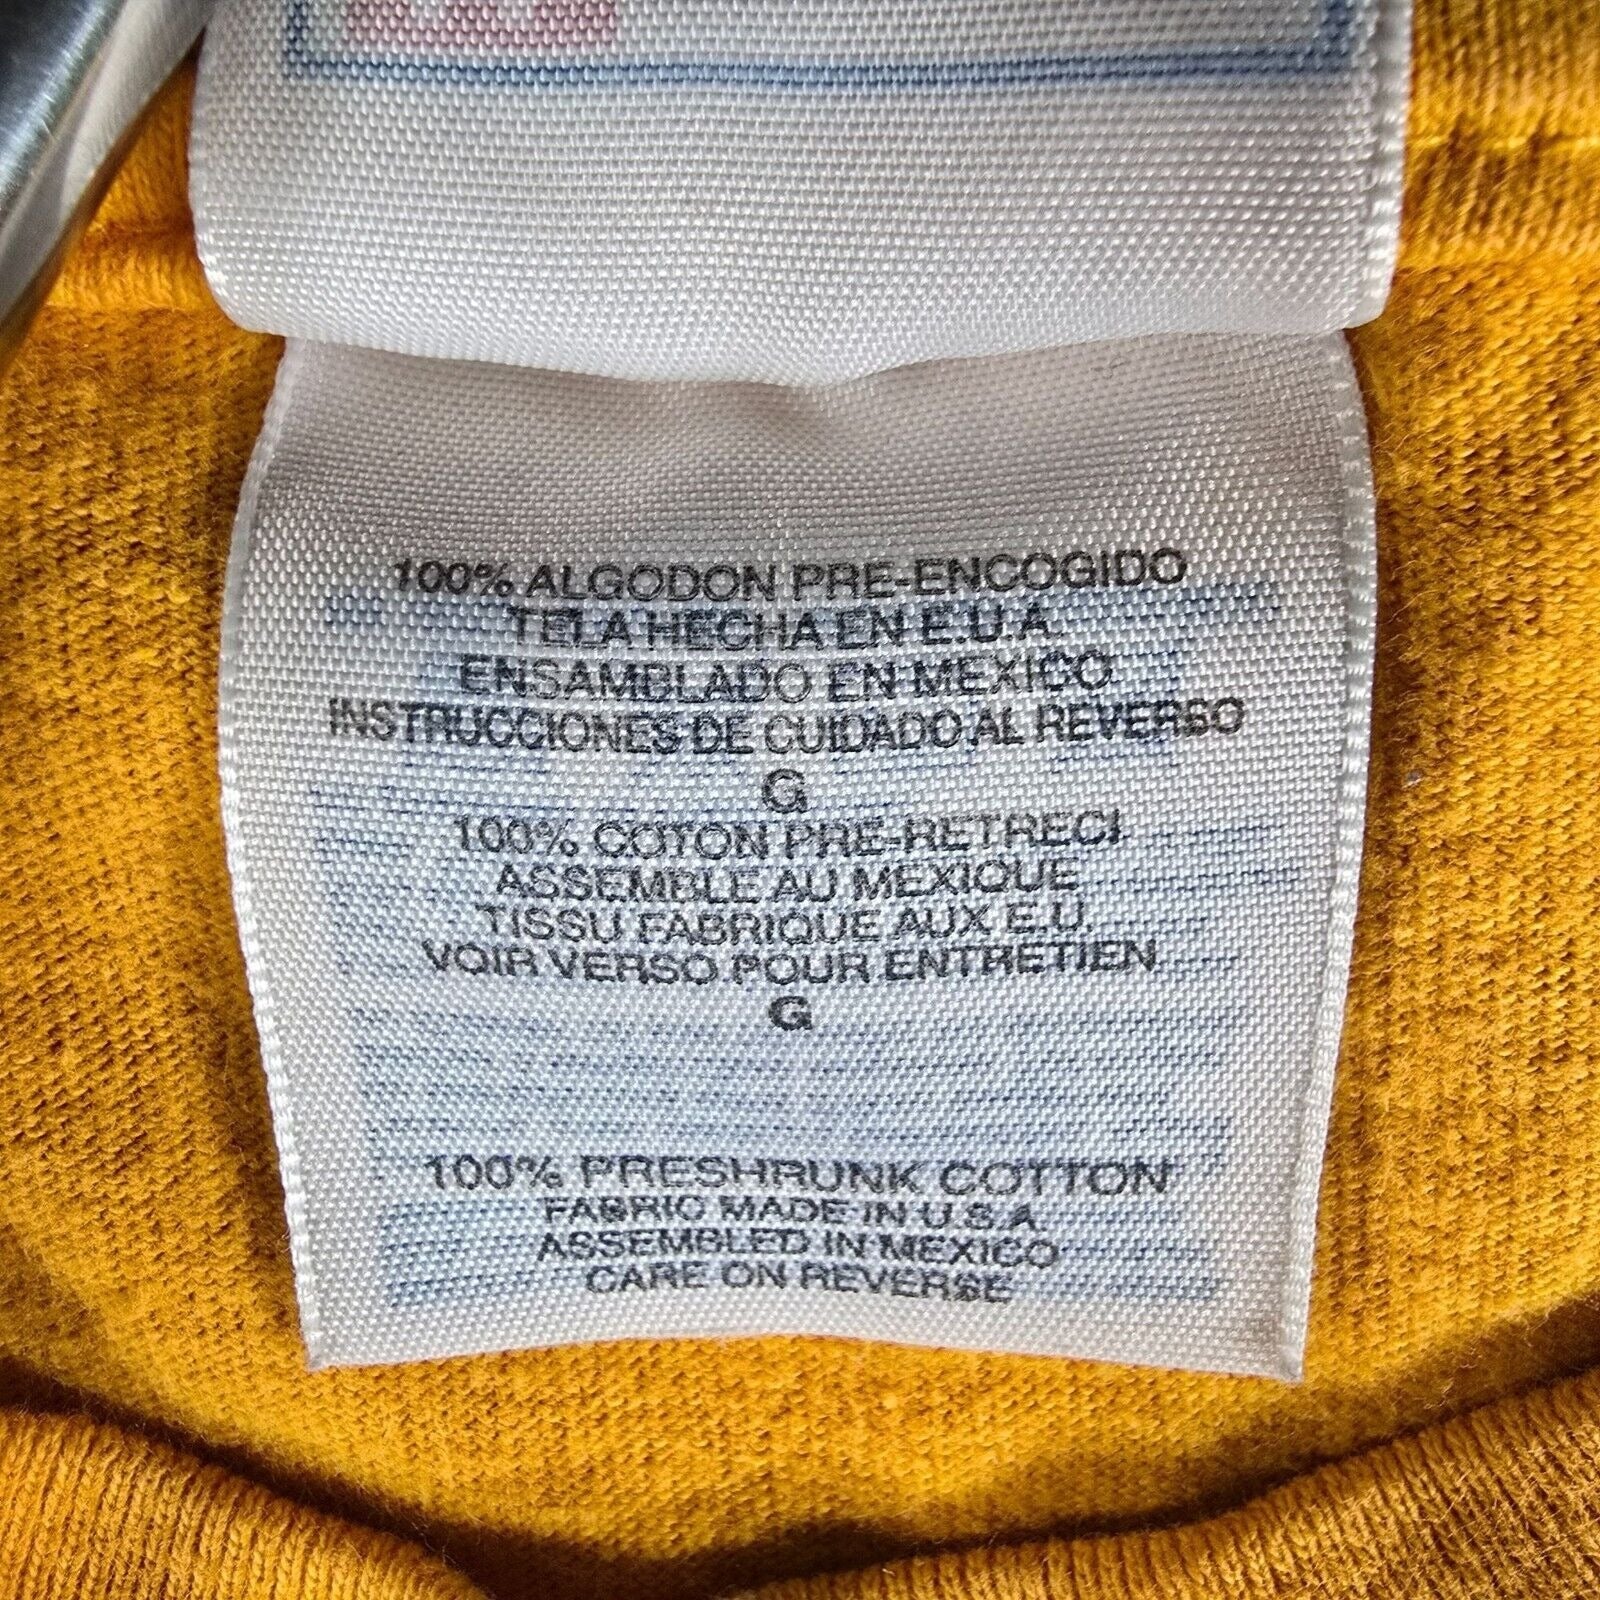 100% ALGODON PRE-ENCOGIDO
TELA HECHA EN E.U.A.
ENSAMBLADO EN MEXICO
INSTRUCCIONES DE CUIDADO AL REVERSO
G
100% COTON PRE-RETRECI
ASSEMBLE AU MEXIQUE
TISSU FABRIQUE AUX E.U.
VOIR VERSO POUR ENTRETIEN
G
100% PRESHRUNK COTTON
FABRIC MADE IN U.S.A.
ASSEMBLED IN MEXICO
CARE ON REVERSE